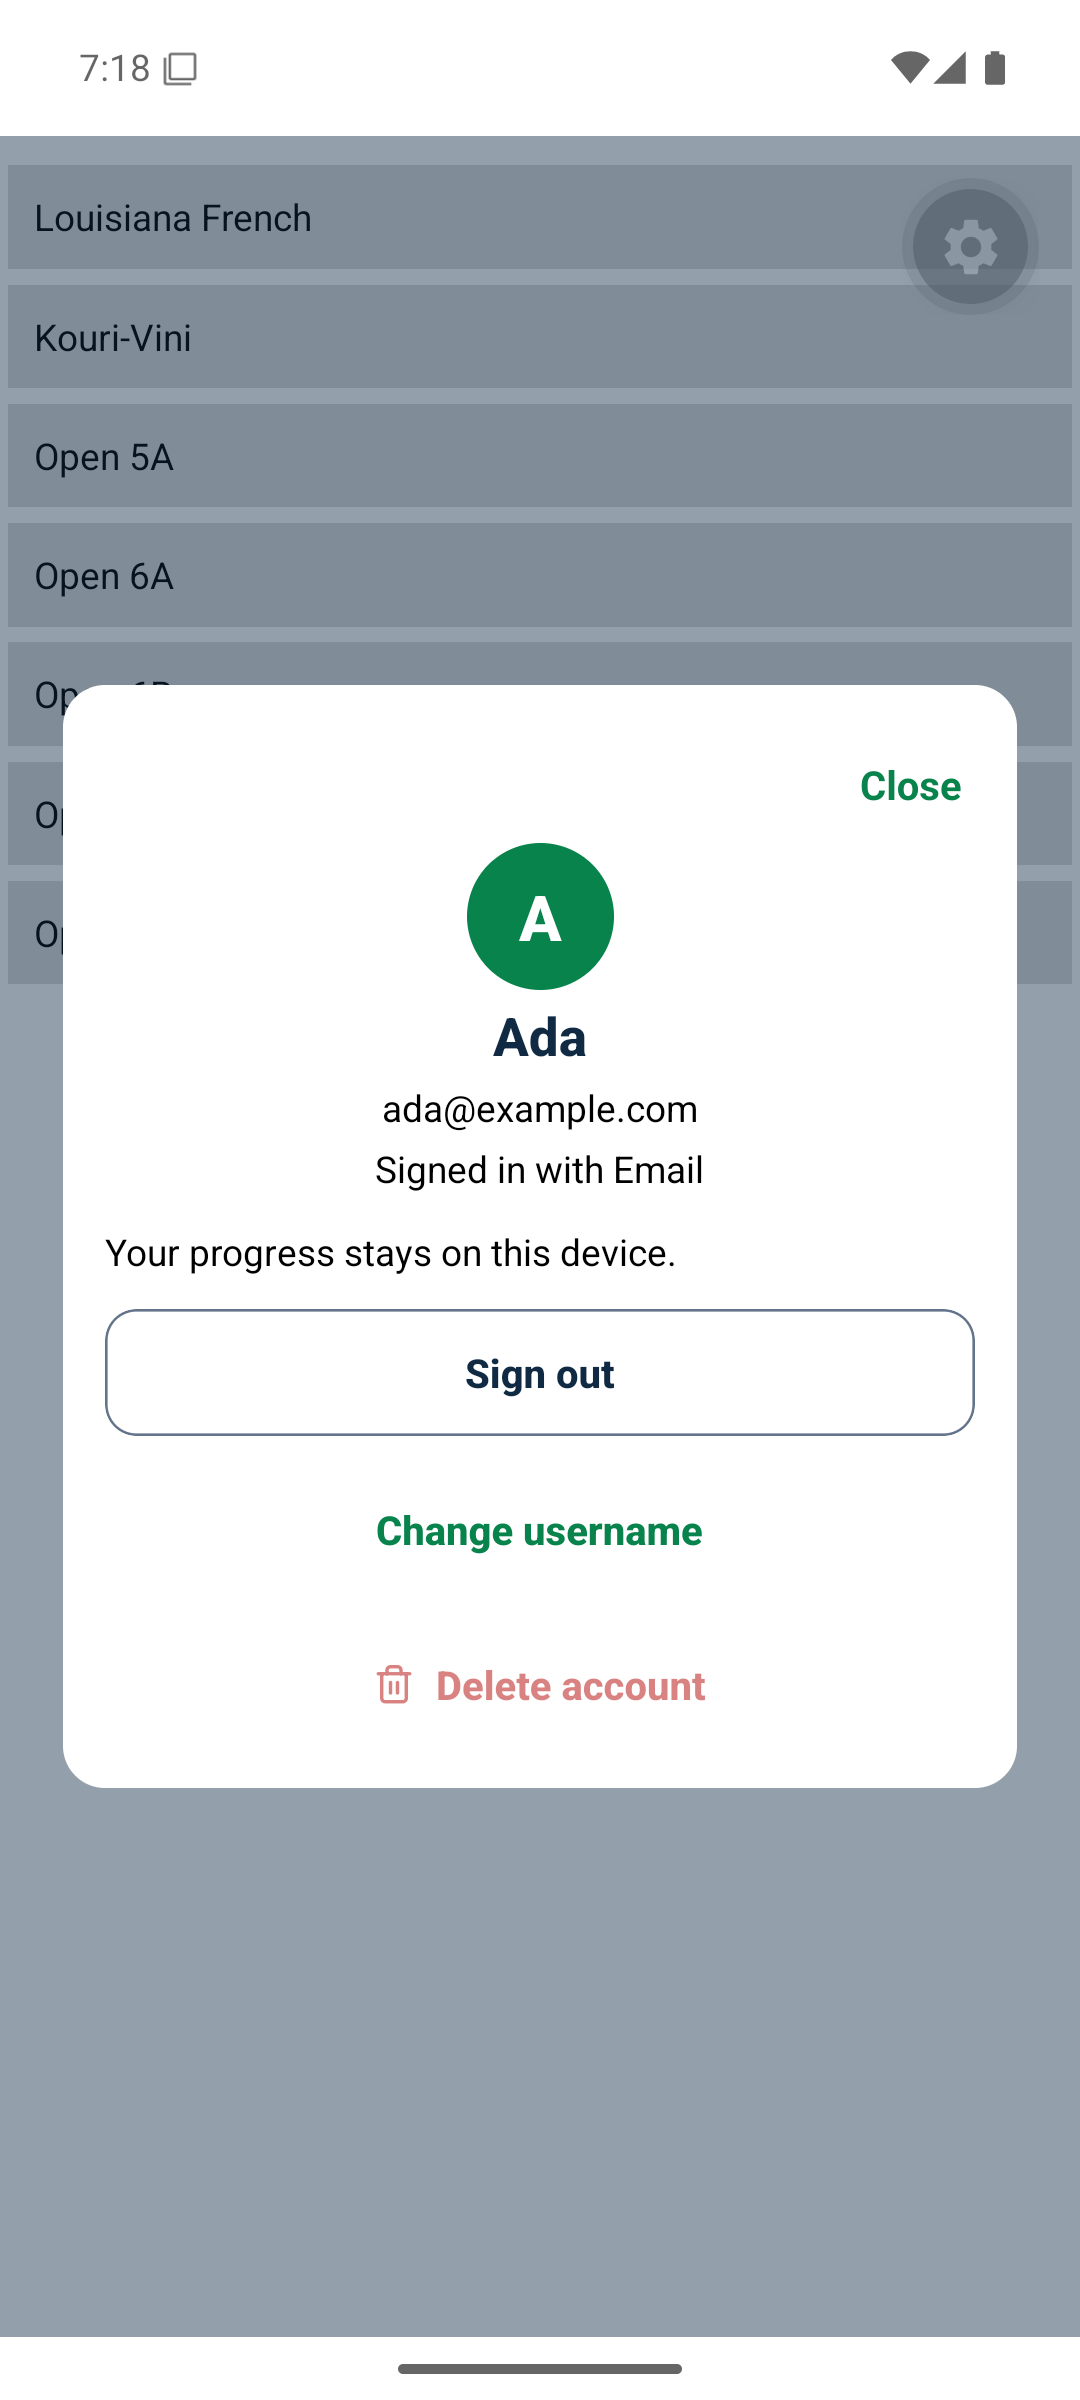 7:18
Louisiana French
Kouri-Vini
Open 5A
Open 6A
Close
A
Ada
ada@example.com
Signed in with Email
Your progress stays on this device.
Sign out
Change username
Delete account